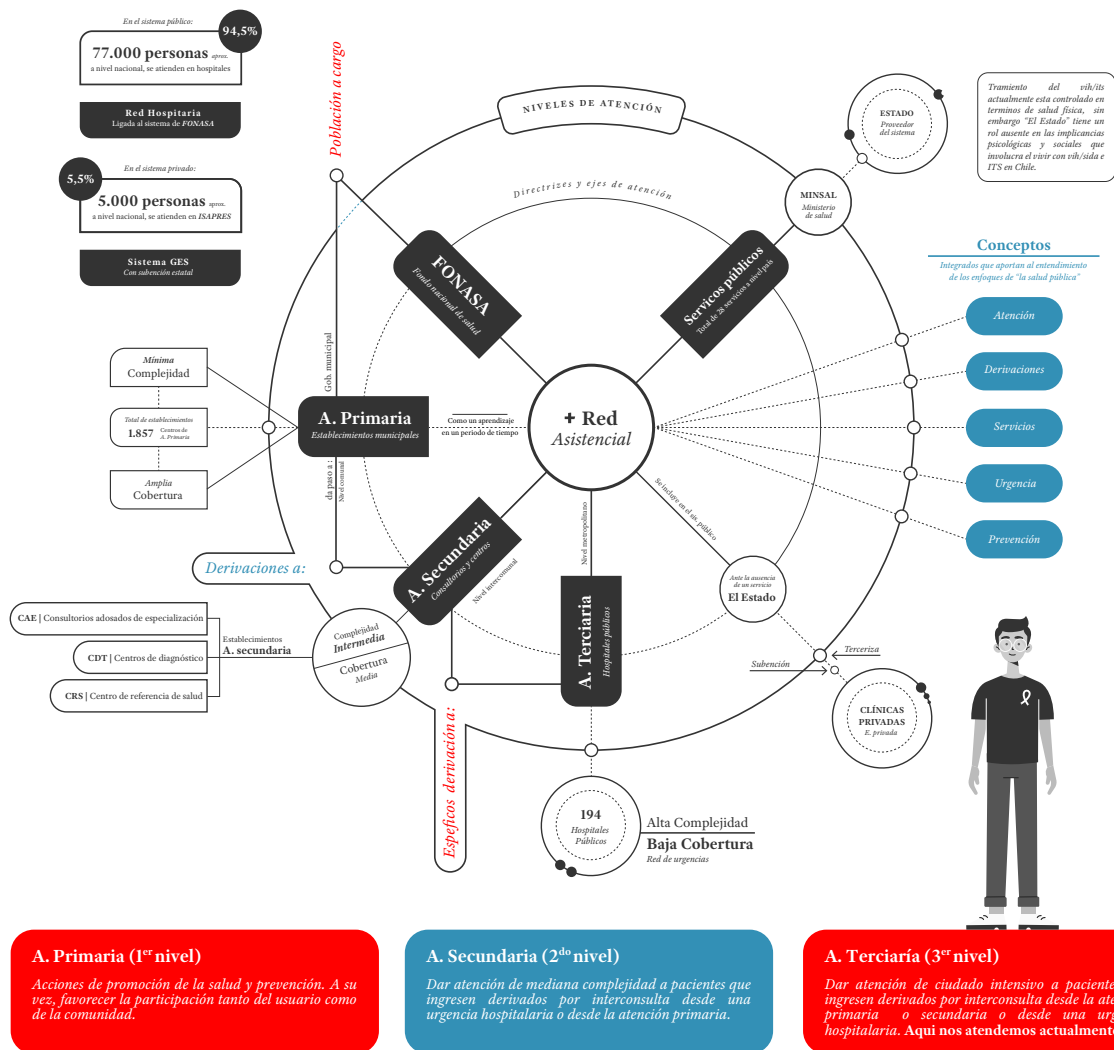 En el sistema público:
94,5%
77.000 personas aprox.
a nivel nacional, se atienden en hospitales
Red Hospitaria
Ligada al sistema de FONASA
En el sistema privado:
5,5%
5.000 personas aprox.
a nivel nacional, se atienden en ISAPRES
Sistema GES
Con subención estatal
Población a cargo
NIVELES DE ATENCIÓN
Directrizes y ejes de atención
ESTADO
Proveedor
del sistema
MINSAL
Ministerio
de salud
Tramiento del vih/its
actualmente esta controlado en
terminos de salud física, sin
embargo "El Estado" tiene un
rol ausente en las implicancias
psicológicas y sociales que
involucra el vivir con vih/sida e
ITS en Chile.
Conceptos
Integrados que aportan al entendimiento
de los enfoques de "la salud pública"
Atención
Derivaciones
Servicios
Urgencia
Prevención
FONASA
Fondo nacional de salud
Servicos públicos
Total de 28 servicios a nivel país
Mínima
Complejidad
Total de establecimientos
1.857 Centros de
A. Primaria
Amplia
Cobertura
Gob. municipal
A. Primaria
Establecimientos municipales
da paso a :
Nivel comunal
Como un aprendizaje
en un periodo de tiempo
+ Red
Asistencial
A. Secundaria
Consultorios y centros
Nivel intercomunal
Nivel metropolitano
A. Terciaria
Hospitales públicos
Se incluye en el sis. público
Ante la ausencia
de un servicio
El Estado
Derivaciones a:
CAE | Consultorios adosados de especialización
CDT | Centros de diagnóstico
CRS | Centro de referencia de salud
Establecimientos
A. secundaria
Complejidad
Intermedia
Cobertura
Media
Espeficos derivación a:
Terceriza
Subención
CLÍNICAS
PRIVADAS
E. privada
194
Hospitales
Públicos
Alta Complejidad
Baja Cobertura
Red de urgencias
A. Primaria (1er nivel)
Acciones de promoción de la salud y prevención. A su
vez, favorecer la participación tanto del usuario como
de la comunidad.
A. Secundaria (2do nivel)
Dar atención de mediana complejidad a pacientes que
ingresen derivados por interconsulta desde una
urgencia hospitalaria o desde la atención primaria.
A. Terciaría (3er nivel)
Dar atención de ciudado intensivo a paciente
ingresen derivados por interconsulta desde la ate
primaria o secundaria o desde una urg
hospitalaria. Aqui nos atendemos actualment